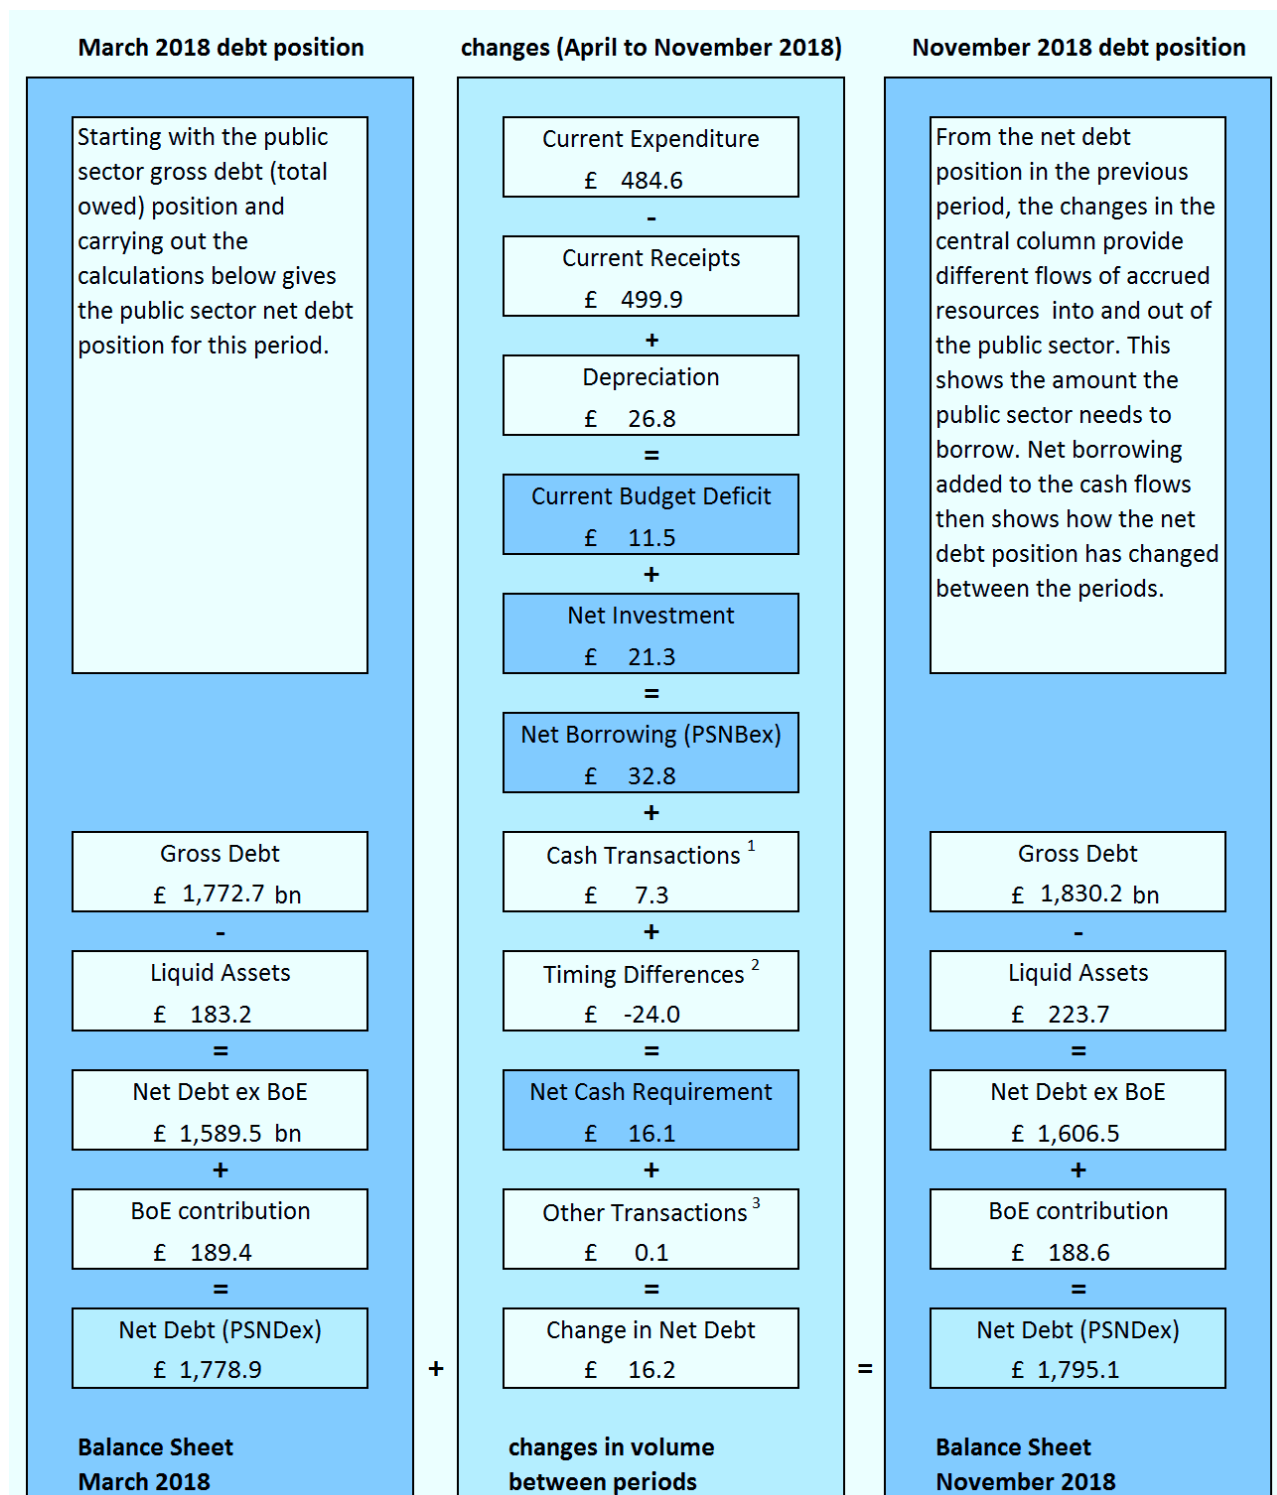 March 2018 debt position
Starting with the public
sector gross debt (total
owed) position and
carrying out the
calculations below gives
the public sector net debt
position for this period.
Gross Debt
£ 1,772.7 bn
-
Liquid Assets
£ 183.2
=
Net Debt ex BoE
£ 1,589.5 bn
+
BoE contribution
£ 189.4
=
Net Debt (PSNDex)
£ 1,778.9
Balance Sheet
March 2018
+
changes (April to November 2018)
Current Expenditure
£ 484.6
-
Current Receipts
£ 499.9
+
Depreciation
£ 26.8
=
Current Budget Deficit
£ 11.5
+
Net Investment
£ 21.3
=
Net Borrowing (PSNBex)
£ 32.8
+
Cash Transactions 1
£ 7.3
+
Timing Differences 2
£ -24.0
=
Net Cash Requirement
£ 16.1
+
Other Transactions 3
£ 0.1
=
Change in Net Debt
£ 16.2
changes in volume
between periods
=
November 2018 debt position
From the net debt
position in the previous
period, the changes in the
central column provide
different flows of accrued
resources into and out of
the public sector. This
shows the amount the
public sector needs to
borrow. Net borrowing
added to the cash flows
then shows how the net
debt position has changed
between the periods.
Gross Debt
£ 1,830.2 bn
-
Liquid Assets
£ 223.7
=
Net Debt ex BoE
£ 1,606.5
+
BoE contribution
£ 188.6
=
Net Debt (PSNDex)
£ 1,795.1
Balance Sheet
November 2018